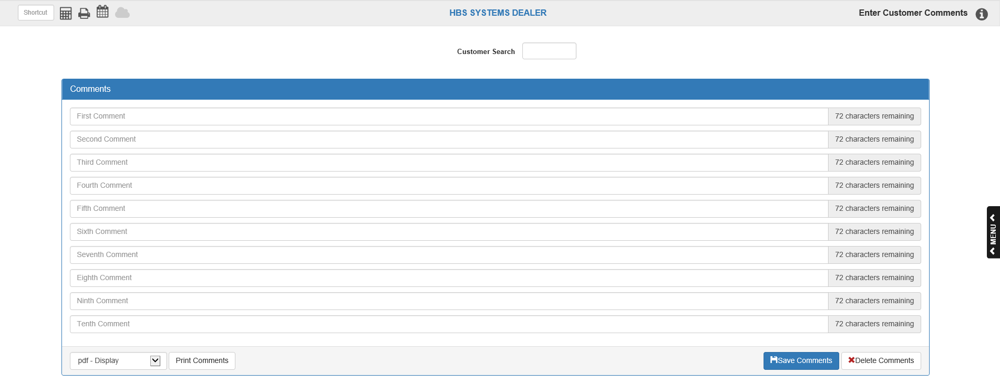 Shortcut
HBS SYSTEMS DEALER
Enter Customer Comments
Customer Search
Comments
First Comment 72 characters remaining
Second Comment 72 characters remaining
Third Comment 72 characters remaining
Fourth Comment 72 characters remaining
Fifth Comment 72 characters remaining
Sixth Comment 72 characters remaining
Seventh Comment 72 characters remaining
Eighth Comment 72 characters remaining
Ninth Comment 72 characters remaining
Tenth Comment 72 characters remaining
MENU
pdf - Display
Print Comments
Save Comments
Delete Comments